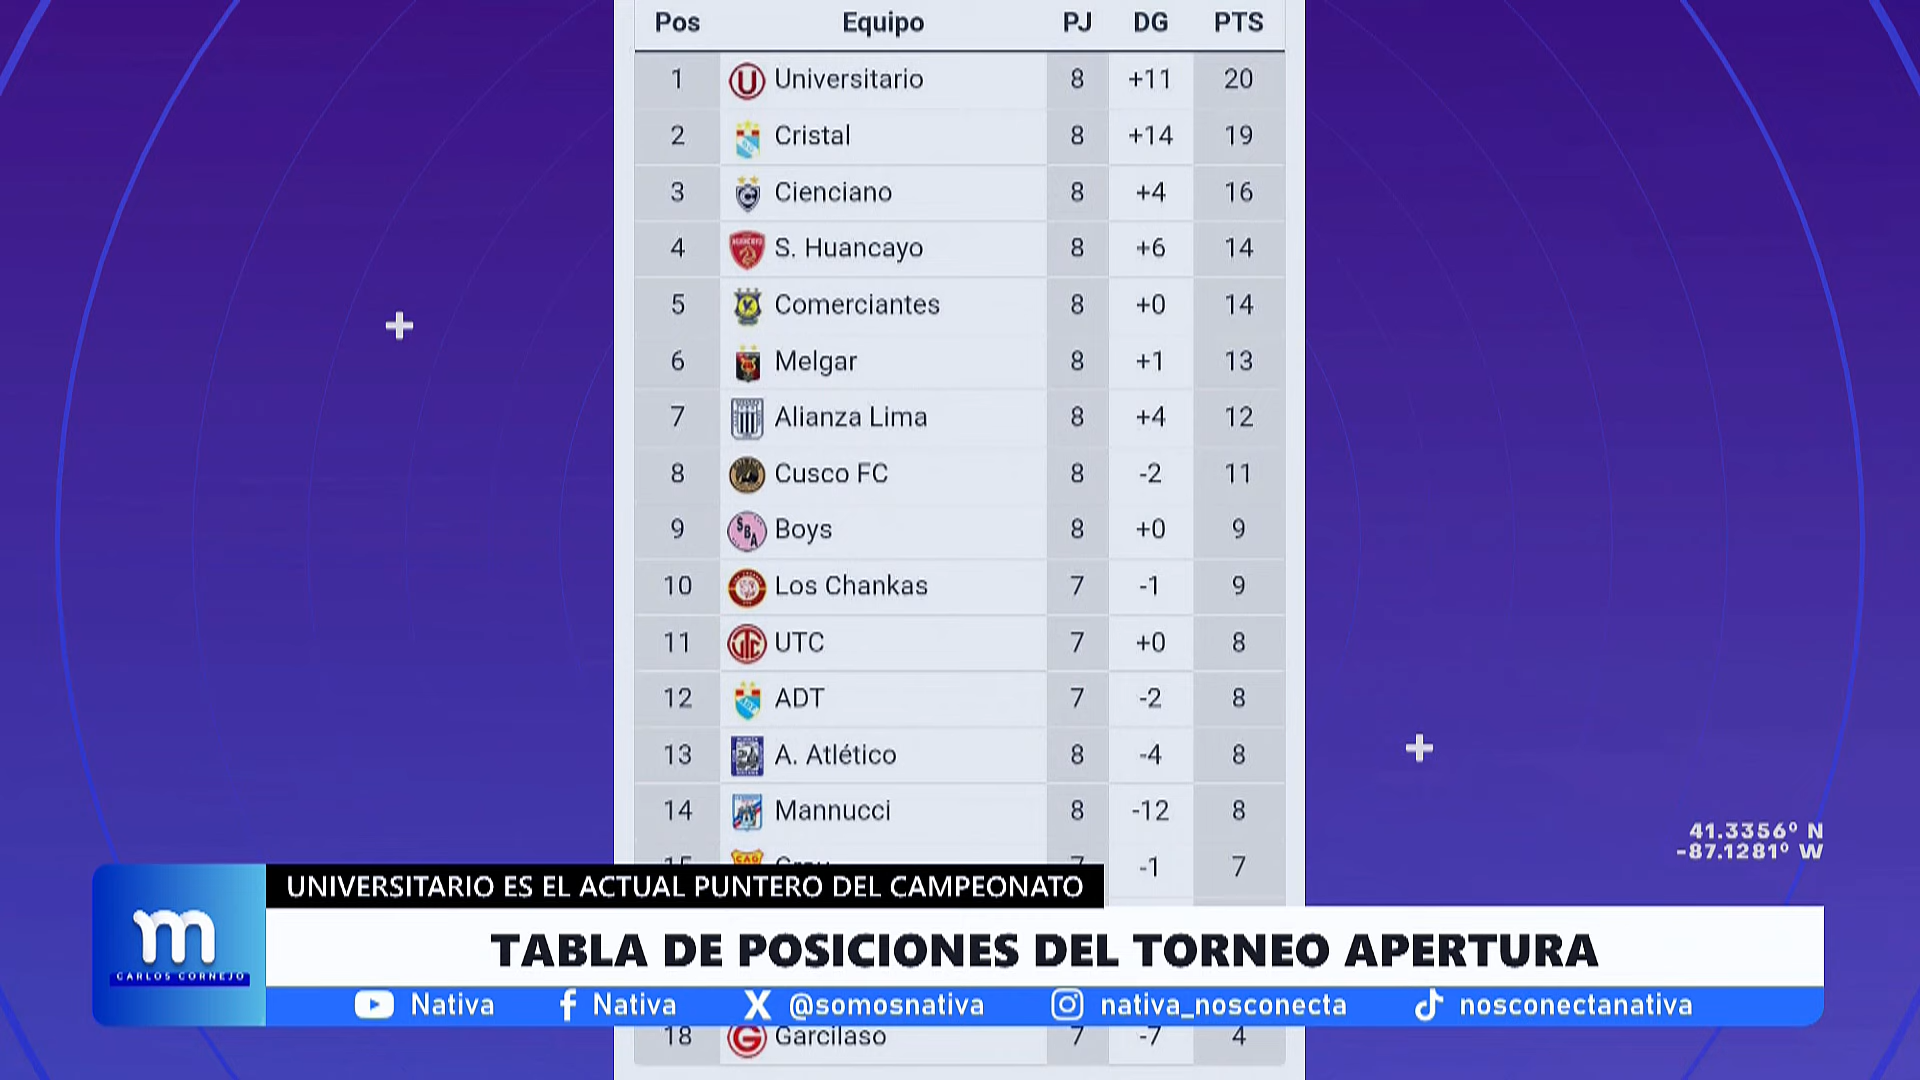 Pos Equipo PJ DG PTS
1 Universitario 8 +11 20
2 Cristal 8 +14 19
3 Cienciano 8 +4 16
4 S. Huancayo 8 +6 14
5 Comerciantes 8 +0 14
6 Melgar 8 +1 13
7 Alianza Lima 8 +4 12
8 Cusco FC 8 -2 11
9 Boys 8 +0 9
10 Los Chankas 7 -1 9
11 UTC 7 +0 8
12 ADT 7 -2 8
13 A. Atlético 8 -4 8
14 Mannucci 8 -12 8
15 Grau 7 -1 7
41.3356º N
-87.1281º W
UNIVERSITARIO ES EL ACTUAL PUNTERO DEL CAMPEONATO
m
CARLOS CORNEJO
TABLA DE POSICIONES DEL TORNEO APERTURA
Nativa Nativa @somosnativa nativa_nosconecta nosconectanativa
18 Garcilaso 7 -7 4